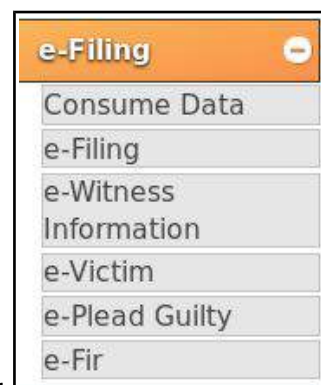 e-Filing
Consume Data
e-Filing
e-Witness
Information
e-Victim
e-Plead Guilty
e-Fir